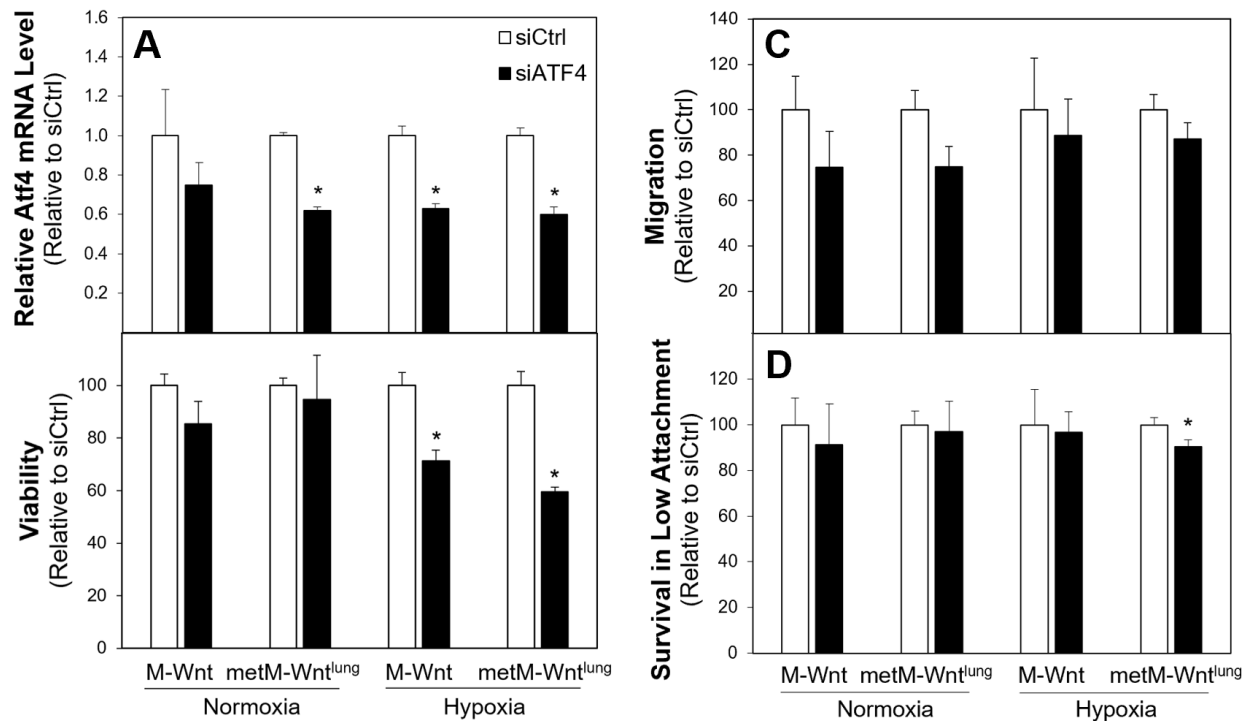 A
siCtrl
siATF4
Relative Atf4 mRNA Level
(Relative to siCtrl)
1.6
1.4
1.2
1.0
0.8
0.6
0.4
0.2
*
*
*
Viability
(Relative to siCtrl)
100
80
60
40
20
0
*
*
M-Wnt metM-Wntlung M-Wnt metM-Wntlung
Normoxia Hypoxia
C
Migration
(Relative to siCtrl)
140
120
100
80
60
40
20
D
Survival in Low Attachment
(Relative to siCtrl)
120
100
80
60
40
20
0
*
M-Wnt metM-Wntlung M-Wnt metM-Wntlung
Normoxia Hypoxia